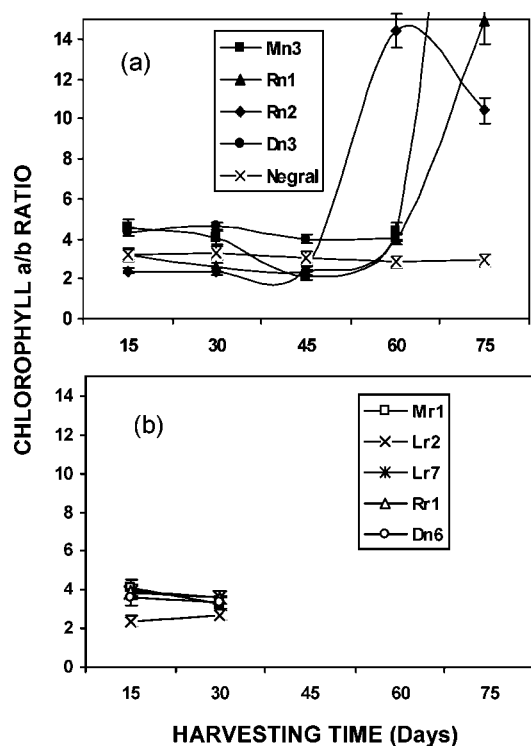 CHLOROPHYLL a/b RATIO
14
12
10
8
6
4
2
0
(a)
Mn3
Rn1
Rn2
Dn3
Negral
15 30 45 60 75
14
12
10
8
6
4
2
0
(b)
Mr1
Lr2
Lr7
Rr1
Dn6
15 30 45 60 75
HARVESTING TIME (Days)